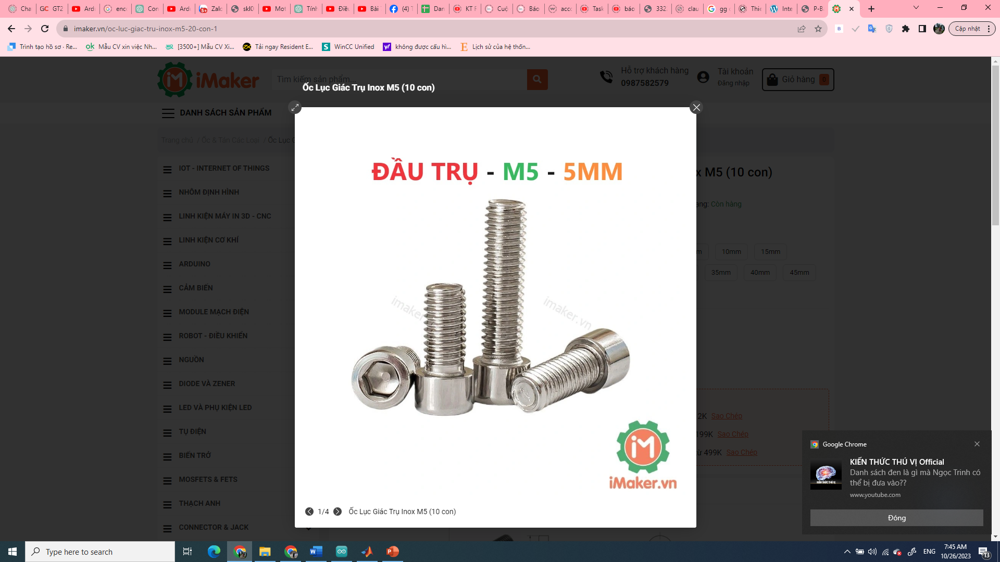 Cha
GC GT2
Ard
enc
Con
Ard
Zalc
skl0
Mot
Tính
Điều
Bài
(4) T
Dan
KT F
Cuộ
Báo
acco
Task
báo
332.
clau
gg
Thiế
Inte
P-B
imaker.vn/oc-luc-giac-tru-inox-m5-20-con-1
Cập nhật
Trình tạo hồ sơ · Re...
ok Mẫu CV xin việc Nh...
[3500+] Mẫu CV Xi...
Tải ngay Resident E...
S WinCC Unified
y! không được cấu hì...
E Lịch sử của hệ thốn...
iMaker
Tìm kiếm sản phẩm...
Hỗ trợ khách hàng
0987582579
Tài khoản
Đăng nhập
Giỏ hàng 0
Ốc Lục Giác Trụ Inox M5 (10 con)
DANH SÁCH SẢN PHẨM
Trang chủ / Ốc & Tán Các Loại / Ốc Lục G
IOT - INTERNET OF THINGS
NHÔM ĐỊNH HÌNH
LINH KIỆN MÁY IN 3D - CNC
LINH KIỆN CƠ KHÍ
ARDUINO
CẢM BIẾN
MODULE MẠCH ĐIỆN
ROBOT - ĐIỀU KHIỂN
NGUỒN
DIODE VÀ ZENER
LED VÀ PHỤ KIỆN LED
TỤ ĐIỆN
BIẾN TRỞ
MOSFETS & FETS
THẠCH ANH
CONNECTOR & JACK
ĐẦU TRỤ - M5 - 5MM
imaker
imaker.vn
iM
iMaker.vn
1/4 Ốc Lục Giác Trụ Inox M5 (10 con)
x M5 (10 con)
ang: Còn hàng
m 10mm 15mm
35mm 40mm 45mm
2K Sao Chép
199K Sao Chép
từ 499K Sao Chép
Google Chrome
KIẾN THỨC THÚ VỊ Official
Danh sách đen là gì mà Ngọc Trinh có
thể bị đưa vào??
www.youtube.com
Đóng
Type here to search
ENG
7:45 AM
10/26/2023
13